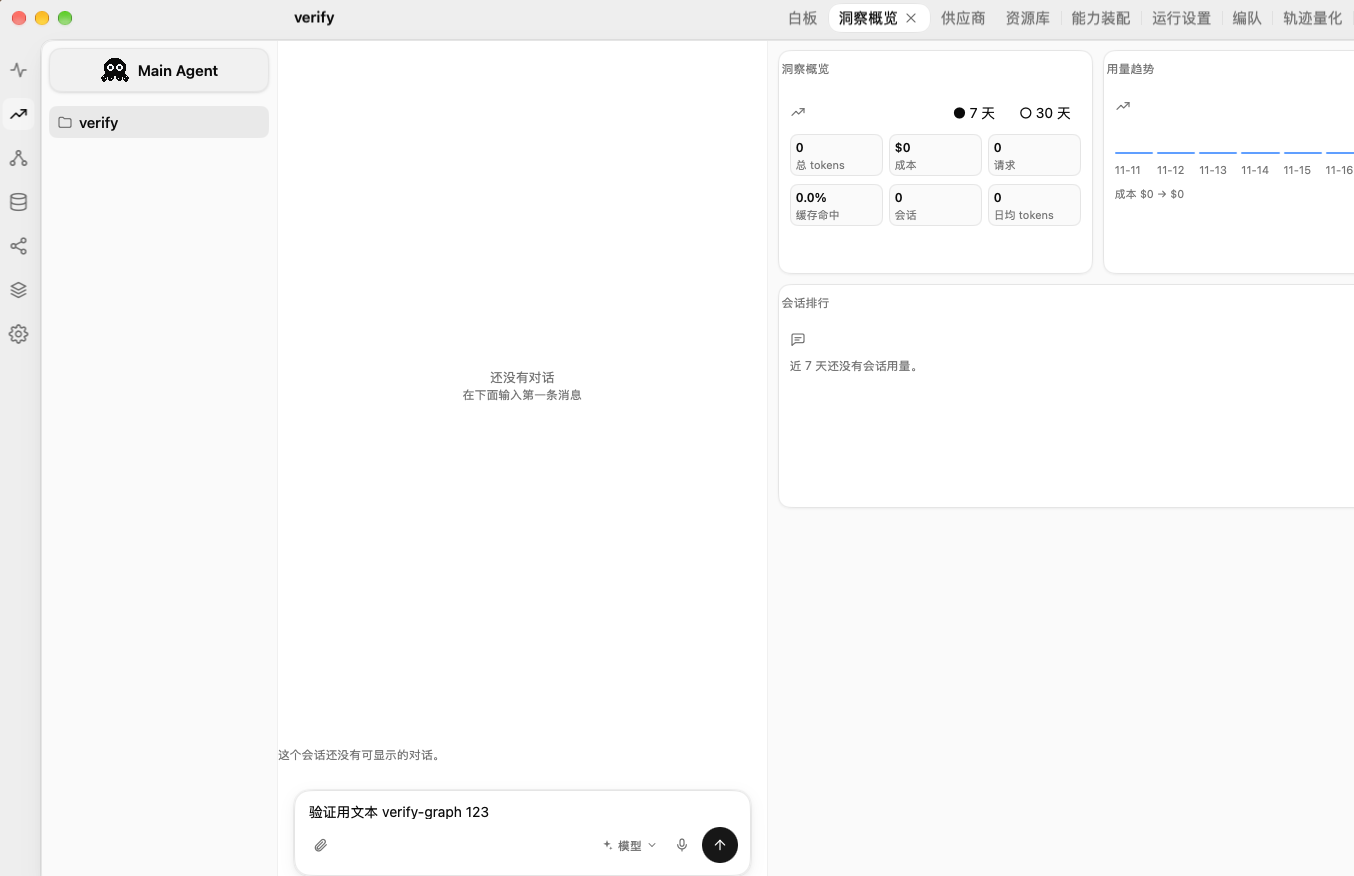 verify
白板 洞察概览 供应商 资源库 能力装配 运行设置 编队 轨迹量化
Main Agent
verify
还没有对话
在下面输入第一条消息
这个会话还没有可显示的对话。
验证用文本 verify-graph 123
模型
洞察概览
7 天 30 天
0 $0 0
总 tokens 成本 请求
0.0% 0 0
缓存命中 会话 日均 tokens
用量趋势
11-11 11-12 11-13 11-14 11-15 11-16
成本 $0 → $0
会话排行
近 7 天还没有会话用量。